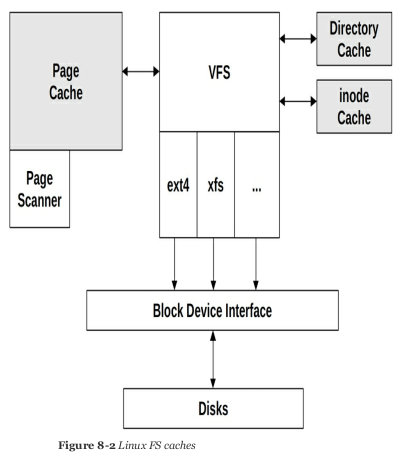 Page
Cache
VFS
Directory
Cache
inode
Cache
Page
Scanner
ext4
xfs
...
Block Device Interface
Disks
Figure 8-2 Linux FS caches